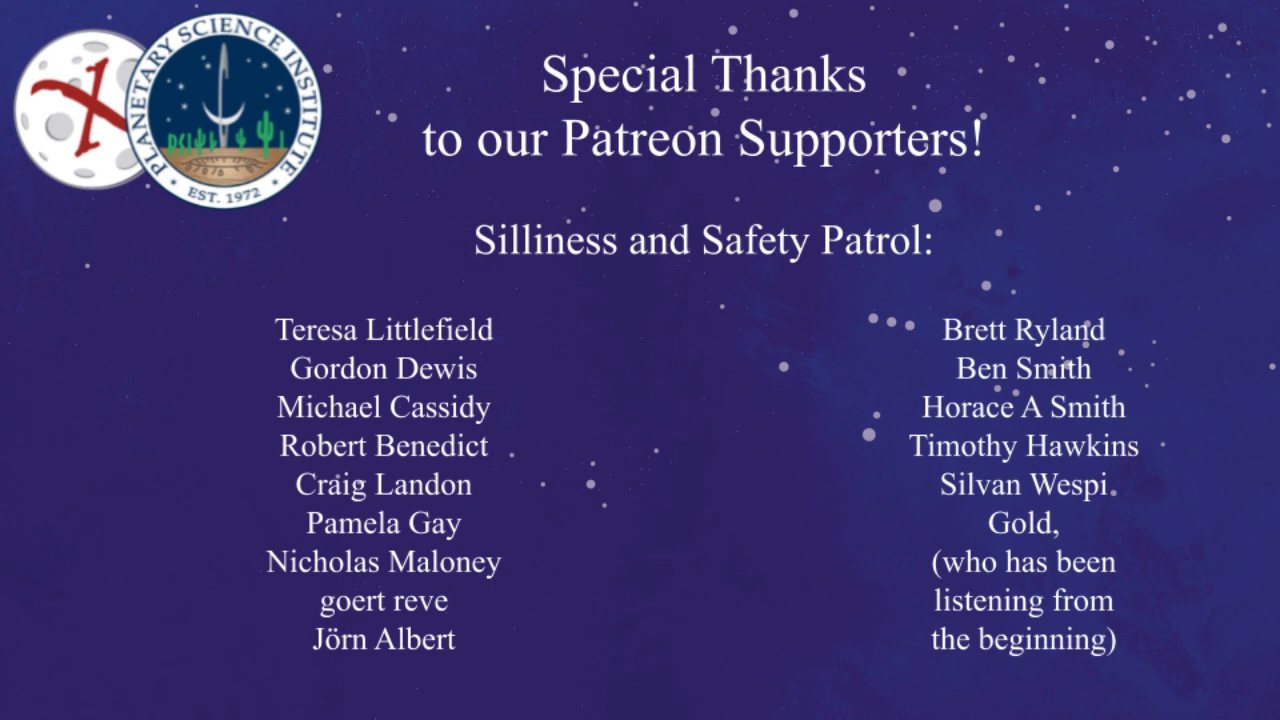 PLANETARY SCIENCE INSTITUTE
PSI
• EST. 1972 •
X
Special Thanks
to our Patreon Supporters!
Silliness and Safety Patrol:
Teresa Littlefield
Gordon Dewis
Michael Cassidy
Robert Benedict
Craig Landon
Pamela Gay
Nicholas Maloney
goert reve
Jörn Albert
Brett Ryland
Ben Smith
Horace A Smith
Timothy Hawkins
Silvan Wespi
Gold,
(who has been
listening from
the beginning)